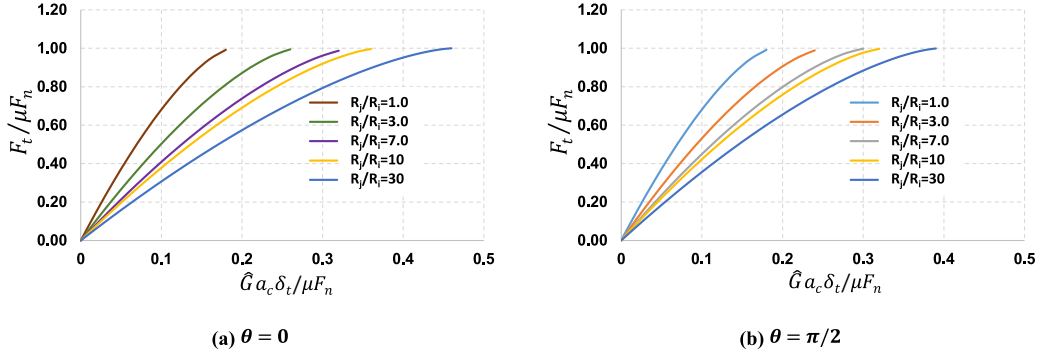 1.20
1.00
0.80
0.60
0.40
0.20
0.00
F_t/μF_n
R_j/R_i=1.0
R_j/R_i=3.0
R_j/R_i=7.0
R_j/R_i=10
R_j/R_i=30
0 0.1 0.2 0.3 0.4 0.5
Ĝ a_c δ_t/μF_n
(a) θ = 0
1.20
1.00
0.80
0.60
0.40
0.20
0.00
F_t/μF_n
R_j/R_i=1.0
R_j/R_i=3.0
R_j/R_i=7.0
R_j/R_i=10
R_j/R_i=30
0 0.1 0.2 0.3 0.4 0.5
Ĝ a_c δ_t/μF_n
(b) θ = π/2